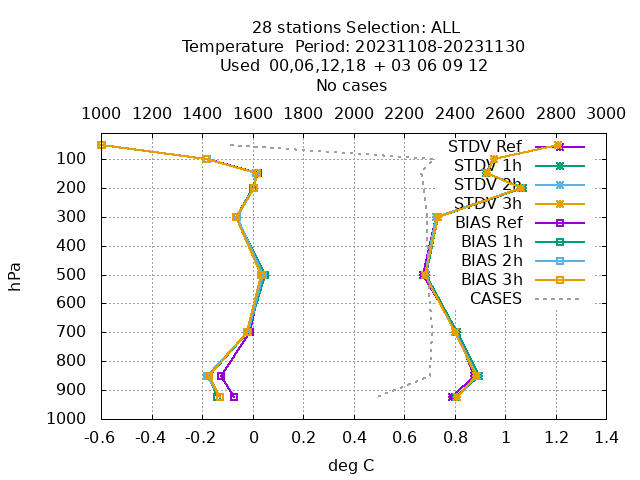 28 stations Selection: ALL
Temperature  Period: 20231108-20231130
Used  00,06,12,18 + 03 06 09 12
No cases
1000 1200 1400 1600 1800 2000 2200 2400 2600 2800 3000
STDV Ref
STDV 1h
STDV 2h
STDV 3h
BIAS Ref
BIAS 1h
BIAS 2h
BIAS 3h
CASES
100
200
300
400
500
600
700
800
900
1000
hPa
-0.6 -0.4 -0.2 0 0.2 0.4 0.6 0.8 1 1.2 1.4
deg C